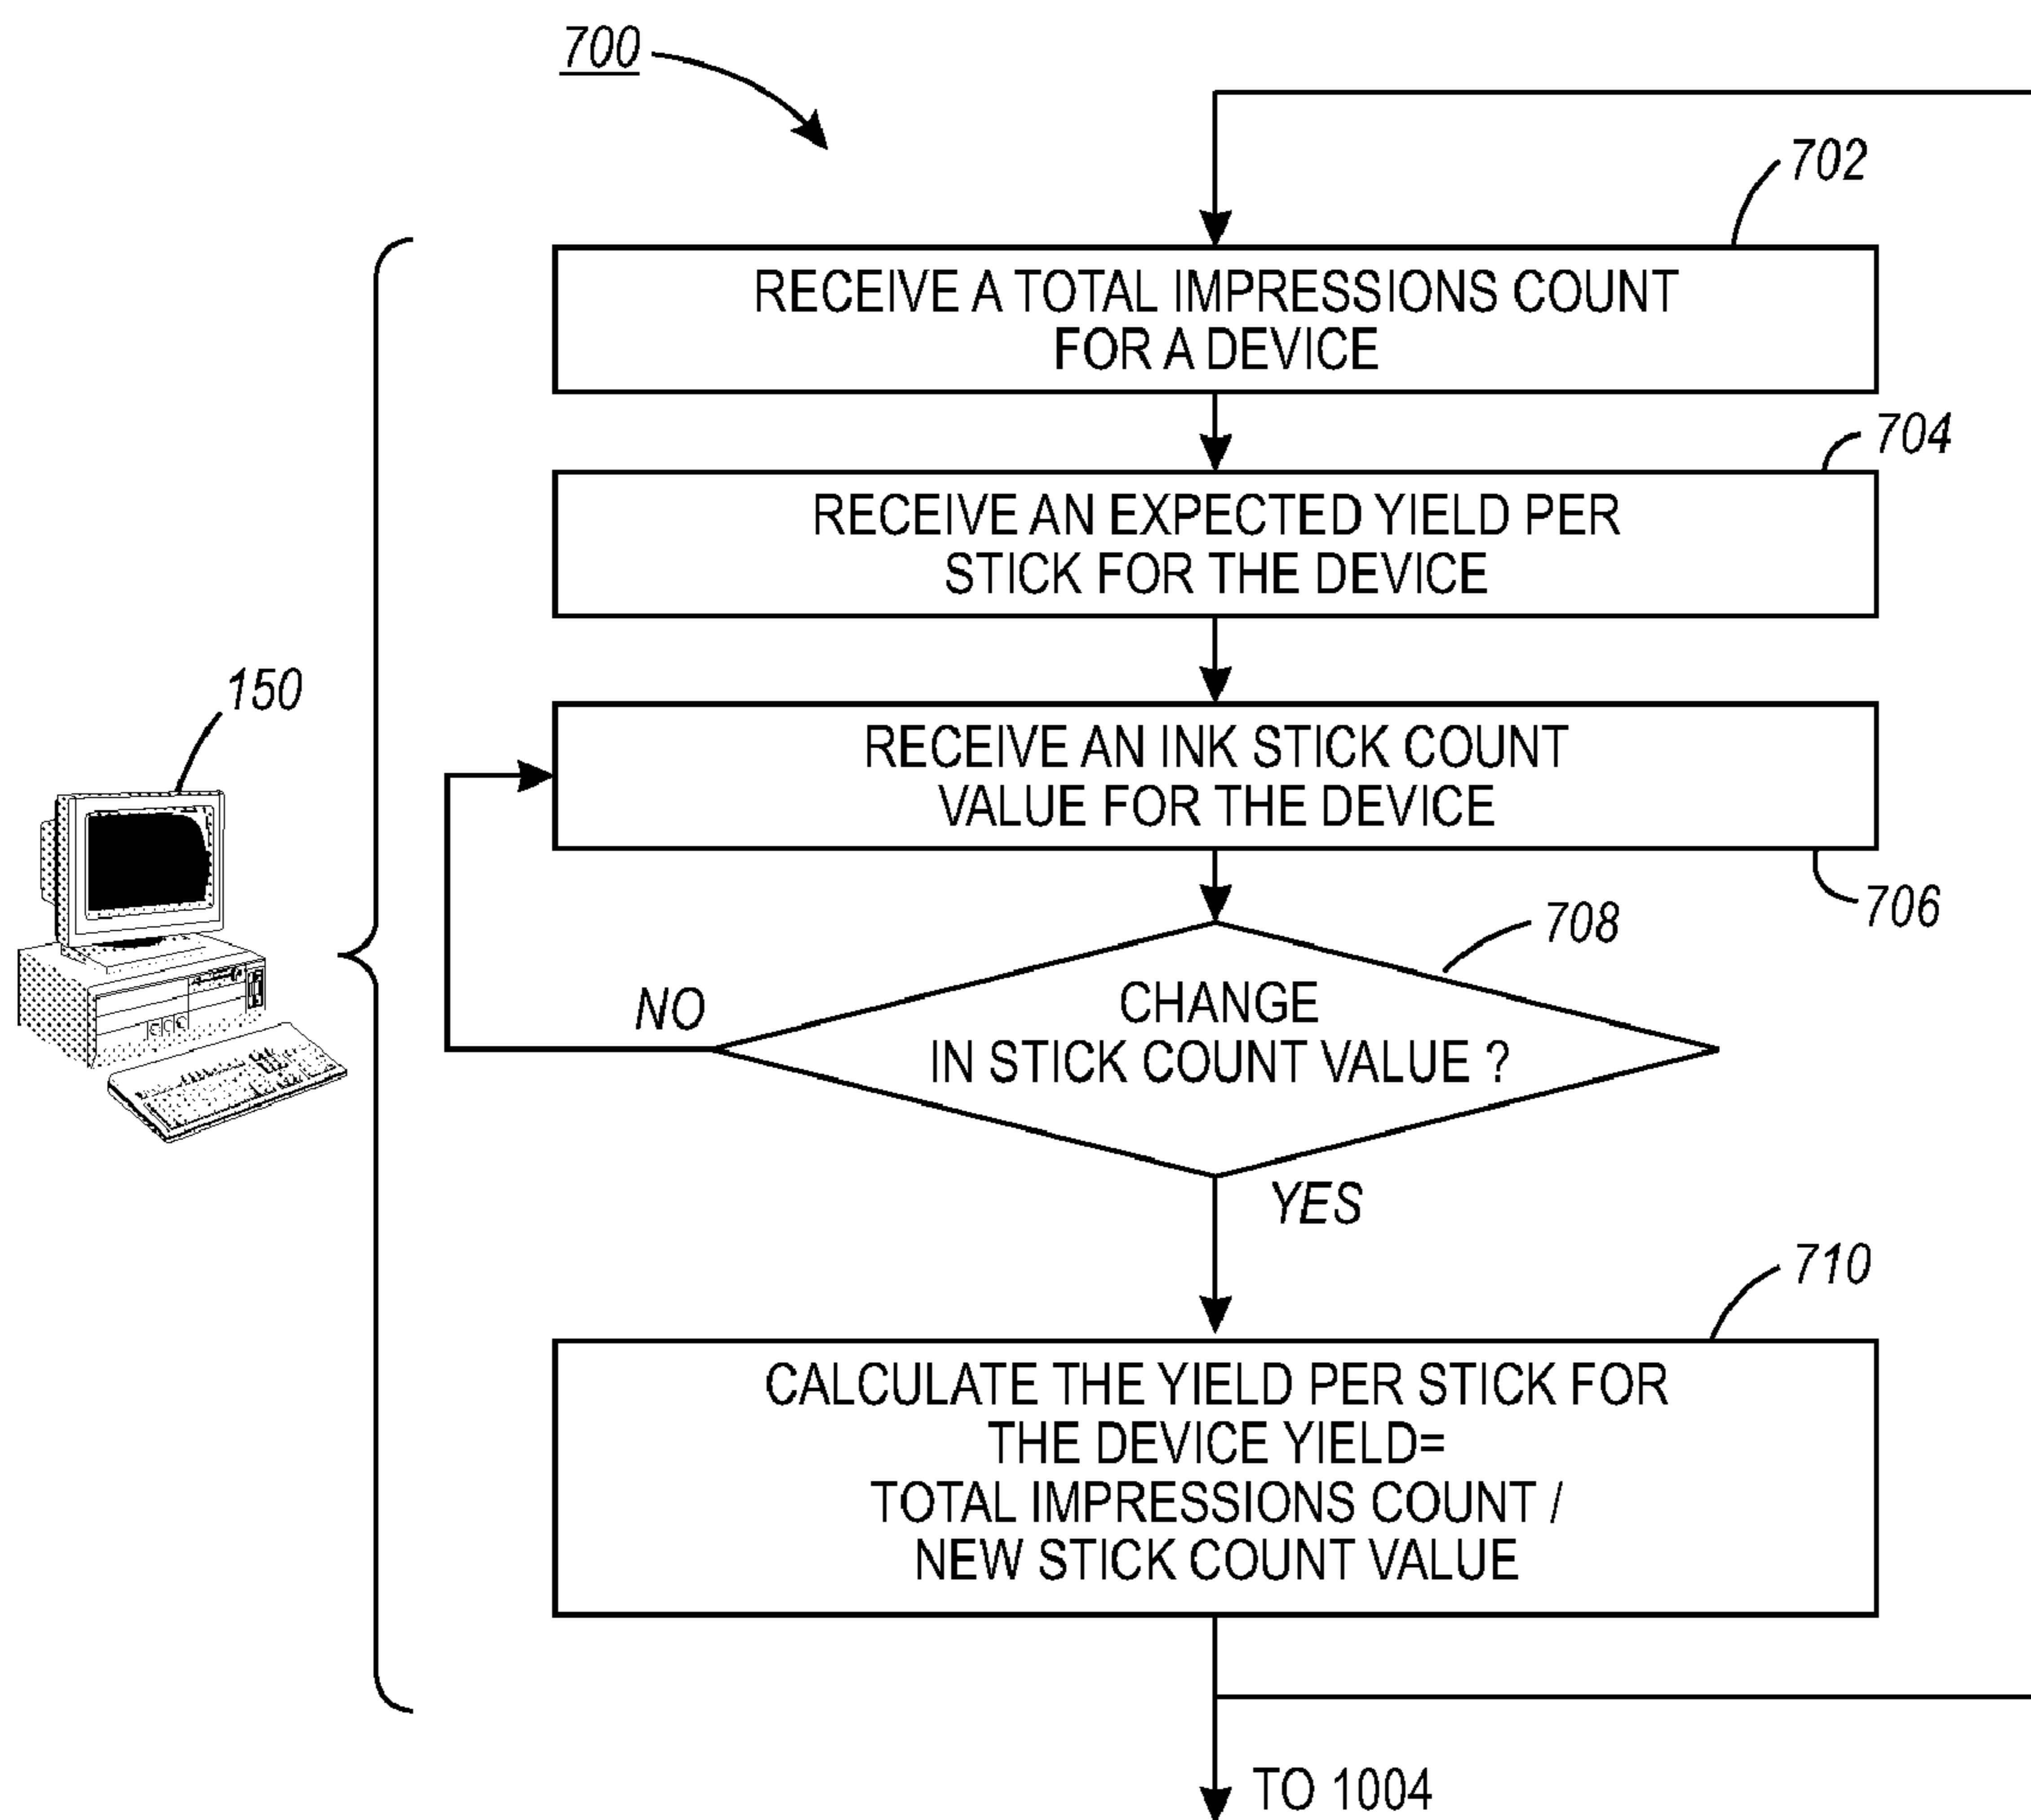 700
702
RECEIVE A TOTAL IMPRESSIONS COUNT
FOR A DEVICE
704
RECEIVE AN EXPECTED YIELD PER
STICK FOR THE DEVICE
150
RECEIVE AN INK STICK COUNT
VALUE FOR THE DEVICE
706
708
CHANGE
IN STICK COUNT VALUE ?
NO
YES
710
CALCULATE THE YIELD PER STICK FOR
THE DEVICE YIELD=
TOTAL IMPRESSIONS COUNT /
NEW STICK COUNT VALUE
TO 1004